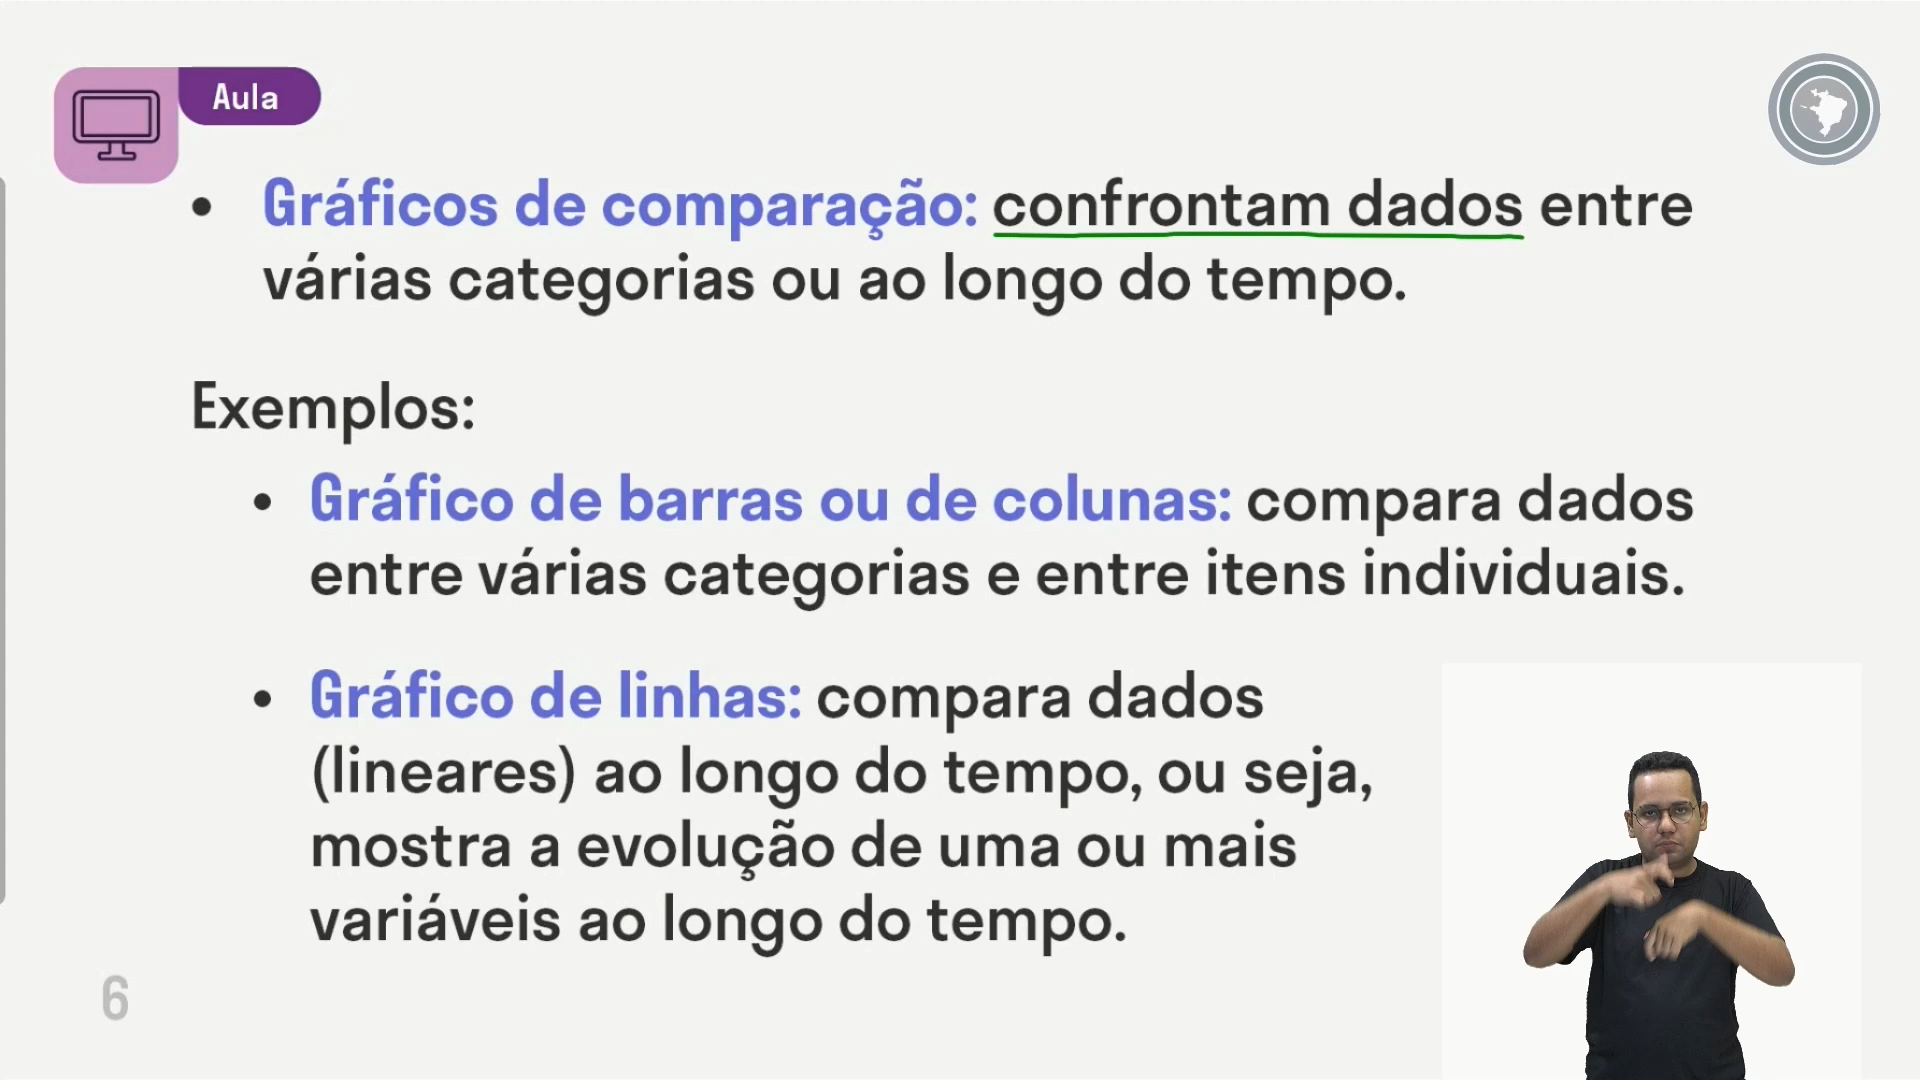 Aula
• Gráficos de comparação: confrontam dados entre
várias categorias ou ao longo do tempo.
Exemplos:
• Gráfico de barras ou de colunas: compara dados
entre várias categorias e entre itens individuais.
• Gráfico de linhas: compara dados
(lineares) ao longo do tempo, ou seja,
mostra a evolução de uma ou mais
variáveis ao longo do tempo.
6